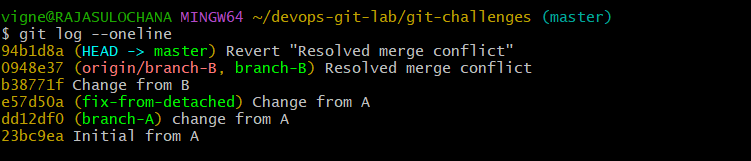 vigne@RAJASULOCHANA MINGW64 ~/devops-git-lab/git-challenges (master)
$ git log --oneline
94b1d8a (HEAD -> master) Revert "Resolved merge conflict"
0948e37 (origin/branch-B, branch-B) Resolved merge conflict
b38771f Change from B
e57d50a (fix-from-detached) Change from A
dd12df0 (branch-A) change from A
23bc9ea Initial from A